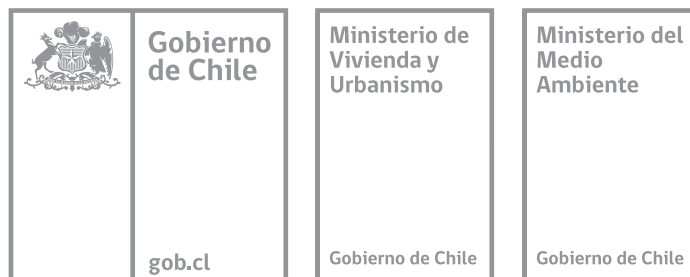 Gobierno
de Chile
gob.cl
Ministerio de
Vivienda y
Urbanismo
Gobierno de Chile
Ministerio del
Medio
Ambiente
Gobierno de Chile